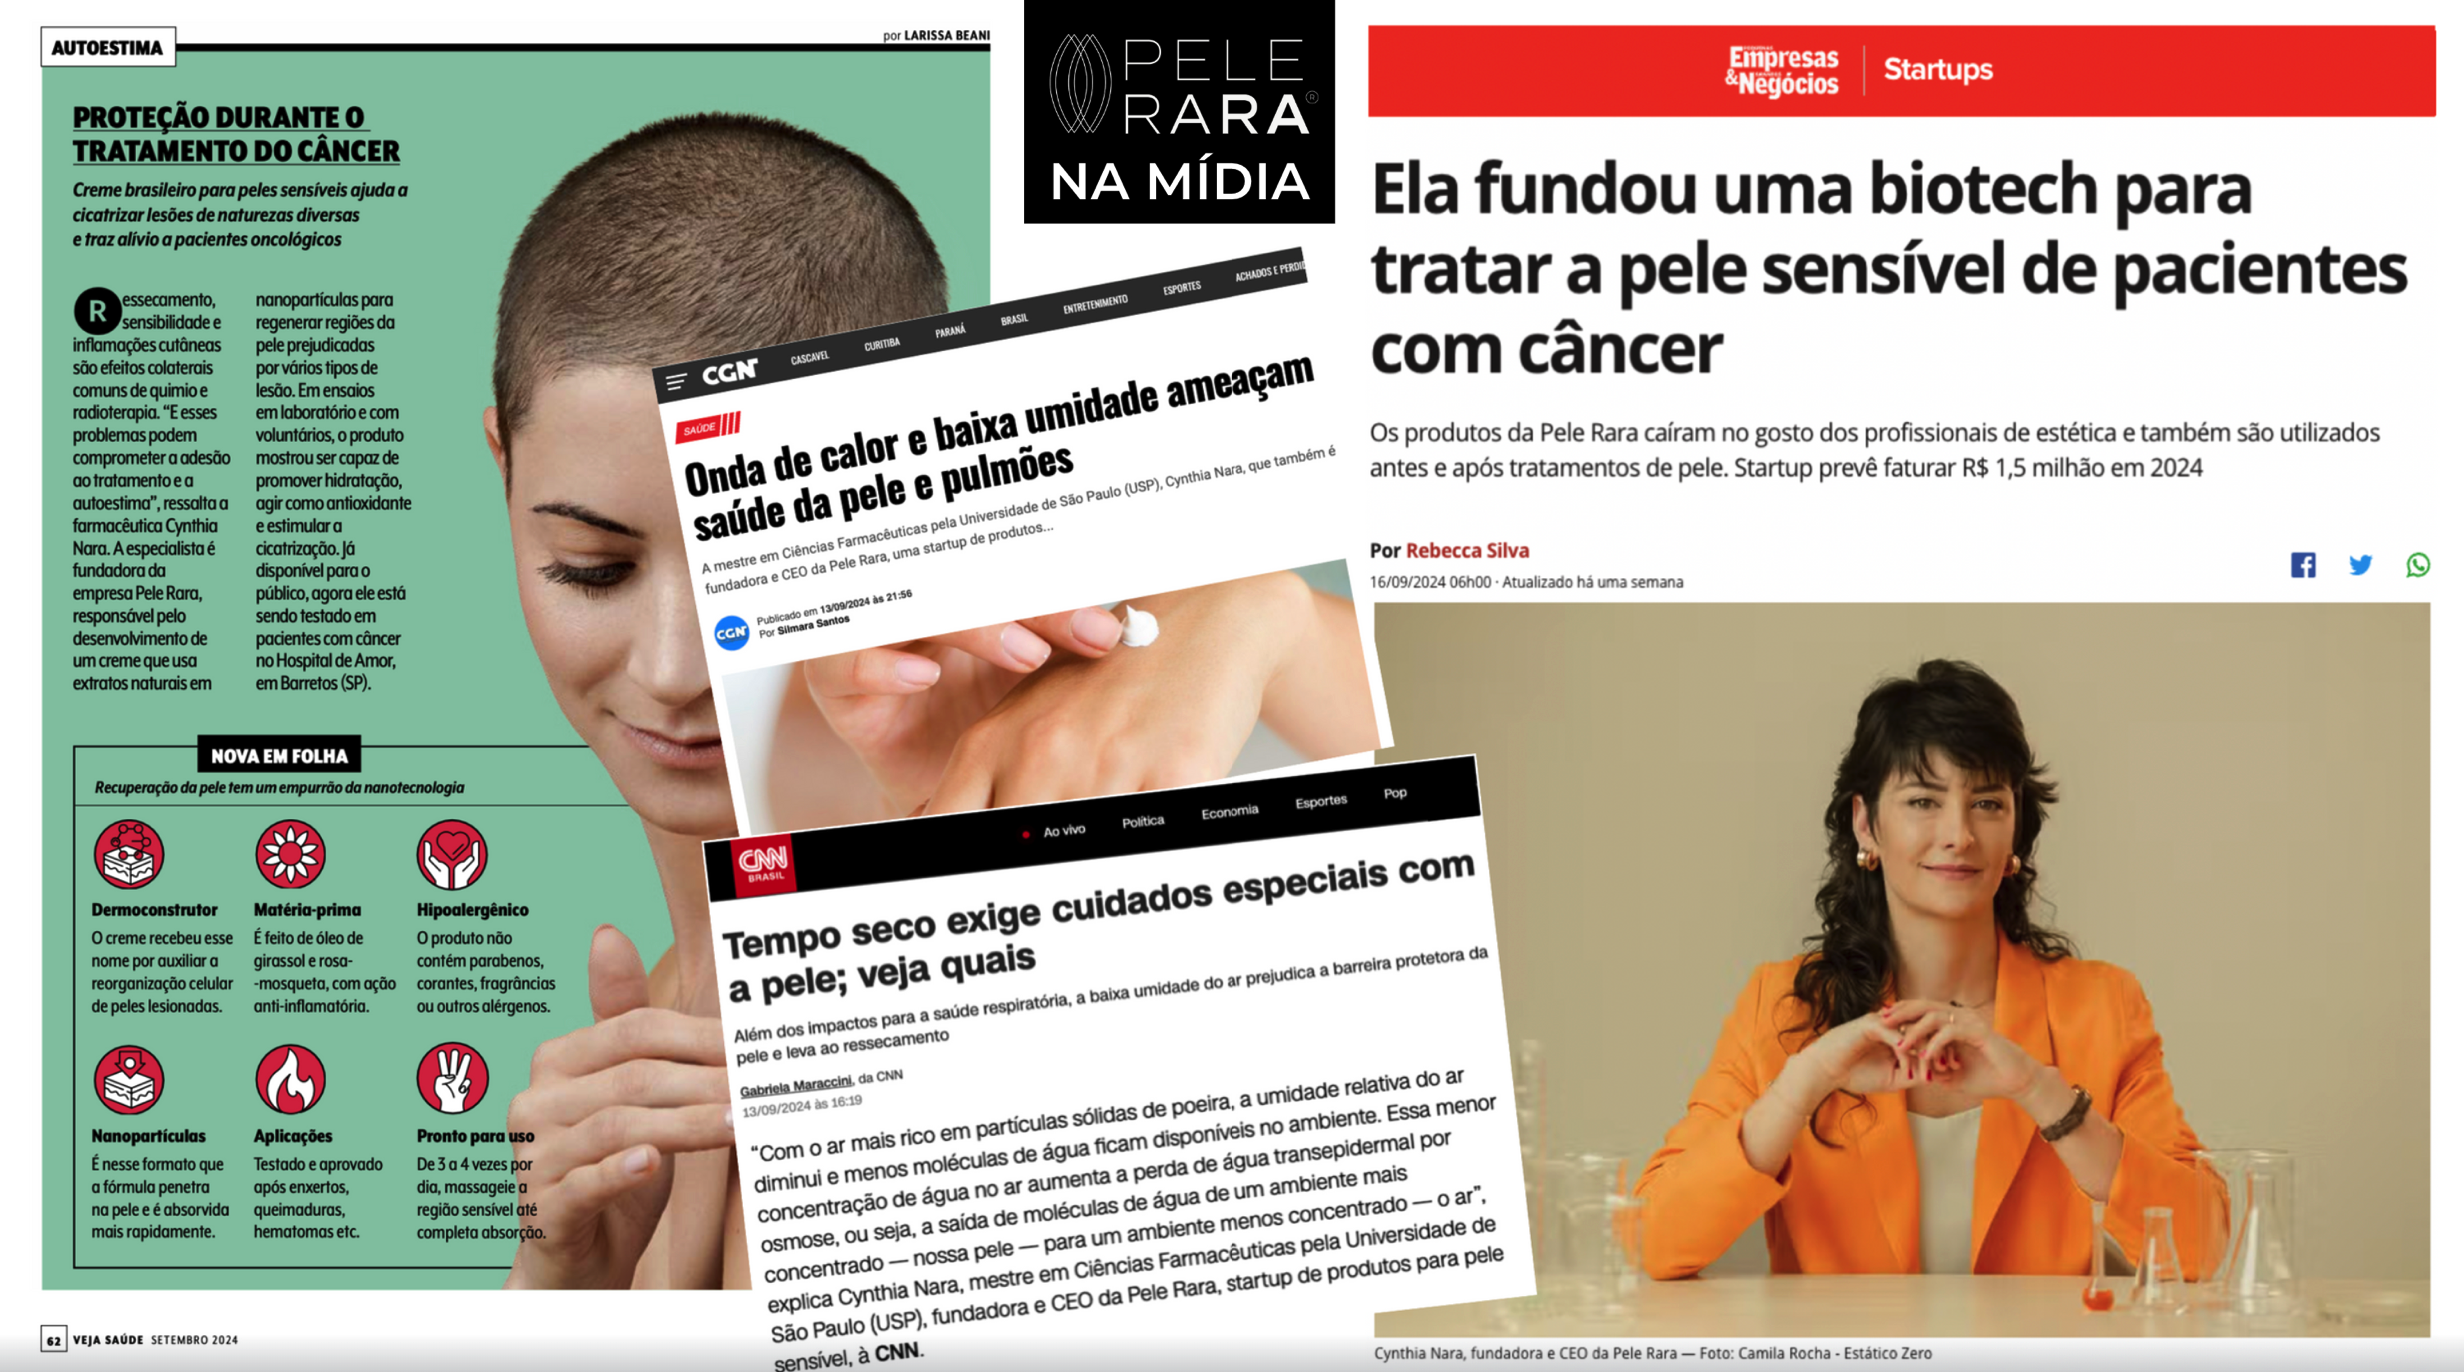 AUTOESTIMA
por LARISSA BEANI
PROTEÇÃO DURANTE O
TRATAMENTO DO CÂNCER
Creme brasileiro para peles sensíveis ajuda a
cicatrizar lesões de naturezas diversas
e traz alívio a pacientes oncológicos
Ressecamento,
sensibilidade e
inflamações cutâneas
são efeitos colaterais
comuns de quimio e
radioterapia. “E esses
problemas podem
comprometer a adesão
ao tratamento e a
autoestima”, ressalta a
farmacêutica Cynthia
Nara. A especialista é
fundadora da
empresa Pele Rara,
responsável pelo
desenvolvimento de
um creme que usa
extratos naturais em
nanopartículas para
regenerar regiões da
pele prejudicadas
por vários tipos de
lesão. Em ensaios
em laboratório e com
voluntários, o produto
mostrou ser capaz de
promover hidratação,
agir como antioxidante
e estimular a
cicatrização. Já
disponível para o
público, agora ele está
sendo testado em
pacientes com câncer
no Hospital de Amor,
em Barretos (SP).
NOVA EM FOLHA
Recuperação da pele tem um empurrão da nanotecnologia
Dermoconstrutor
O creme recebeu esse
nome por auxiliar a
reorganização celular
de peles lesionadas.
Matéria-prima
É feito de óleo de
girassol e rosa-
-mosqueta, com ação
anti-inflamatória.
Hipoalergênico
O produto não
contém parabenos,
corantes, fragrâncias
ou outros alérgenos.
Nanopartículas
É nesse formato que
a fórmula penetra
na pele e é absorvida
mais rapidamente.
Aplicações
Testado e aprovado
após enxertos,
queimaduras,
hematomas etc.
Pronto para uso
De 3 a 4 vezes por
dia, massageie a
região sensível até
completa absorção.
62 VEJA SAÚDE SETEMBRO 2024
PELE
RARA®
NA MÍDIA
CGN CASCAVEL CURITIBA PARANÁ BRASIL ENTRETENIMENTO ESPORTES ACHADOS E PERDID
SAÚDE
Onda de calor e baixa umidade ameaçam
saúde da pele e pulmões
A mestre em Ciências Farmacêuticas pela Universidade de São Paulo (USP), Cynthia Nara, que também é
fundadora e CEO da Pele Rara, uma startup de produtos...
CGN
Publicado em 13/09/2024 às 21:56
Por Silmara Santos
CNN
BRASIL
Ao vivo Política Economia Esportes Pop
Tempo seco exige cuidados especiais com
a pele; veja quais
Além dos impactos para a saúde respiratória, a baixa umidade do ar prejudica a barreira protetora da
pele e leva ao ressecamento
Gabriela Maraccini, da CNN
13/09/2024 às 16:19
“Com o ar mais rico em partículas sólidas de poeira, a umidade relativa do ar
diminui e menos moléculas de água ficam disponíveis no ambiente. Essa menor
concentração de água no ar aumenta a perda de água transepidermal por
osmose, ou seja, a saída de moléculas de água de um ambiente mais
concentrado — nossa pele — para um ambiente menos concentrado — o ar”,
explica Cynthia Nara, mestre em Ciências Farmacêuticas pela Universidade de
São Paulo (USP), fundadora e CEO da Pele Rara, startup de produtos para pele
sensível, à CNN.
Empresas
&Negócios
Startups
Ela fundou uma biotech para
tratar a pele sensível de pacientes
com câncer
Os produtos da Pele Rara caíram no gosto dos profissionais de estética e também são utilizados
antes e após tratamentos de pele. Startup prevê faturar R$ 1,5 milhão em 2024
Por Rebecca Silva
16/09/2024 06h00 · Atualizado há uma semana
Cynthia Nara, fundadora e CEO da Pele Rara — Foto: Camila Rocha - Estático Zero